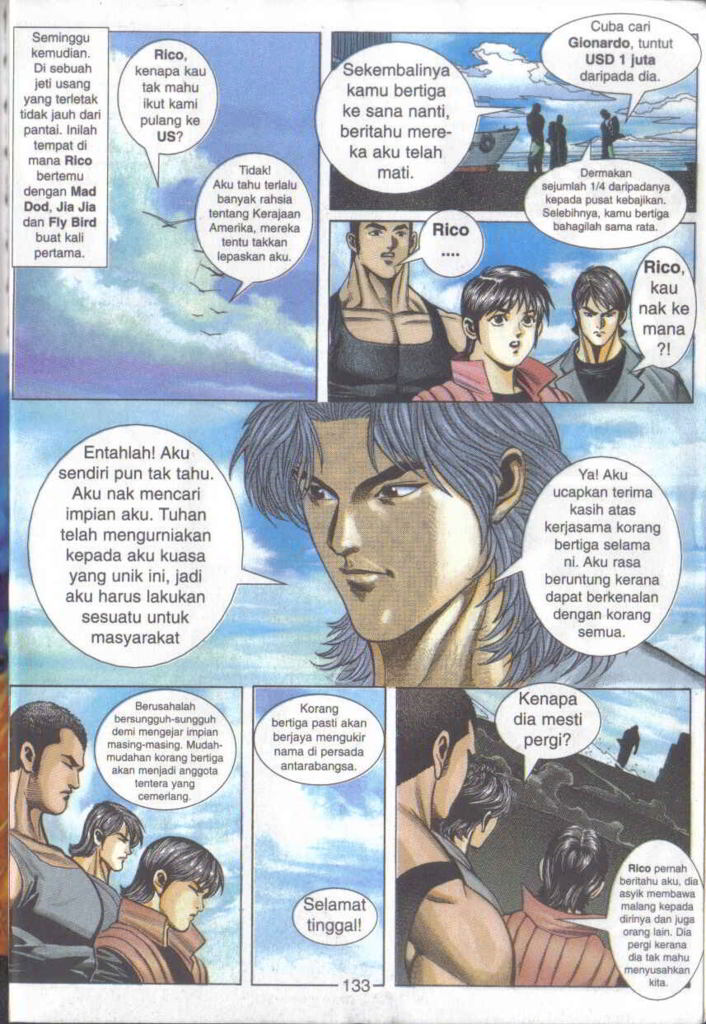 Seminggu
kemudian.
Di sebuah
jeti usang
yang terletak
tidak jauh dari
pantai. Inilah
tempat di
mana Rico
bertemu
dengan Mad
Dod, Jia Jia
dan Fly Bird
buat kali
pertama.
Rico,
kenapa kau
tak mahu
ikut kami
pulang ke
US?
Tidak!
Aku tahu terlalu
banyak rahsia
tentang Kerajaan
Amerika, mereka
tentu takkan
lepaskan aku.
Sekembalinya
kamu bertiga
ke sana nanti,
beritahu mere-
ka aku telah
mati.
Cuba cari
Gionardo, tuntut
USD 1 juta
daripada dia.
Dermakan
sejumlah 1/4 daripadanya
kepada pusat kebajikan.
Selebihnya, kamu bertiga
bahagilah sama rata.
Rico
....
Rico,
kau
nak ke
mana
?!
Entahlah! Aku
sendiri pun tak tahu.
Aku nak mencari
impian aku. Tuhan
telah mengurniakan
kepada aku kuasa
yang unik ini, jadi
aku harus lakukan
sesuatu untuk
masyarakat
Ya! Aku
ucapkan terima
kasih atas
kerjasama korang
bertiga selama
ni. Aku rasa
beruntung kerana
dapat berkenalan
dengan korang
semua.
Berusahalah
bersungguh-sungguh
demi mengejar impian
masing-masing. Mudah-
mudahan korang bertiga
akan menjadi anggota
tentera yang
cemerlang.
Korang
bertiga pasti akan
berjaya mengukir
nama di persada
antarabangsa.
Selamat
tinggal!
Kenapa
dia mesti
pergi?
Rico pernah
beritahu aku, dia
asyik membawa
malang kepada
dirinya dan juga
orang lain. Dia
pergi kerana
dia tak mahu
menyusahkan
kita.
133